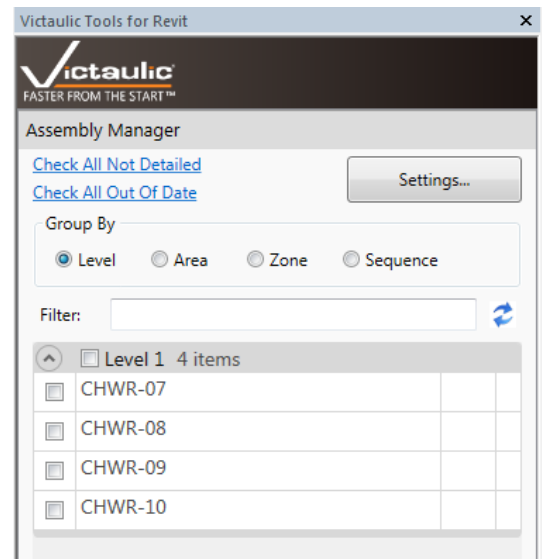 Victaulic Tools for Revit
Victaulic
FASTER FROM THE START™
Assembly Manager
Check All Not Detailed
Settings...
Check All Out Of Date
Group By
Level Area Zone Sequence
Filter:
Level 1 4 items
CHWR-07
CHWR-08
CHWR-09
CHWR-10